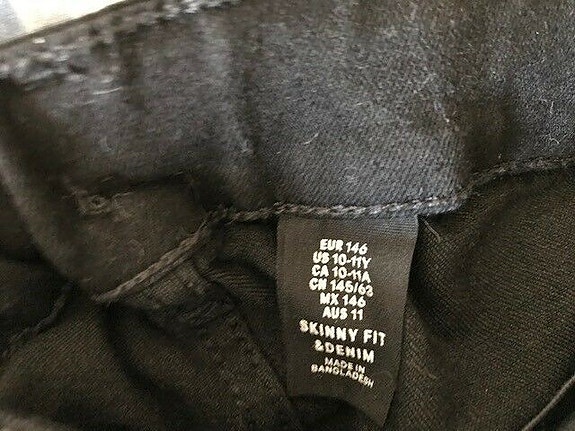 EUR 146
US 10-11Y
CA 10-11A
CN 145/63
MX 146
AUS 11
SKINNY FIT
&DENIM
MADE IN
BANGLADESH